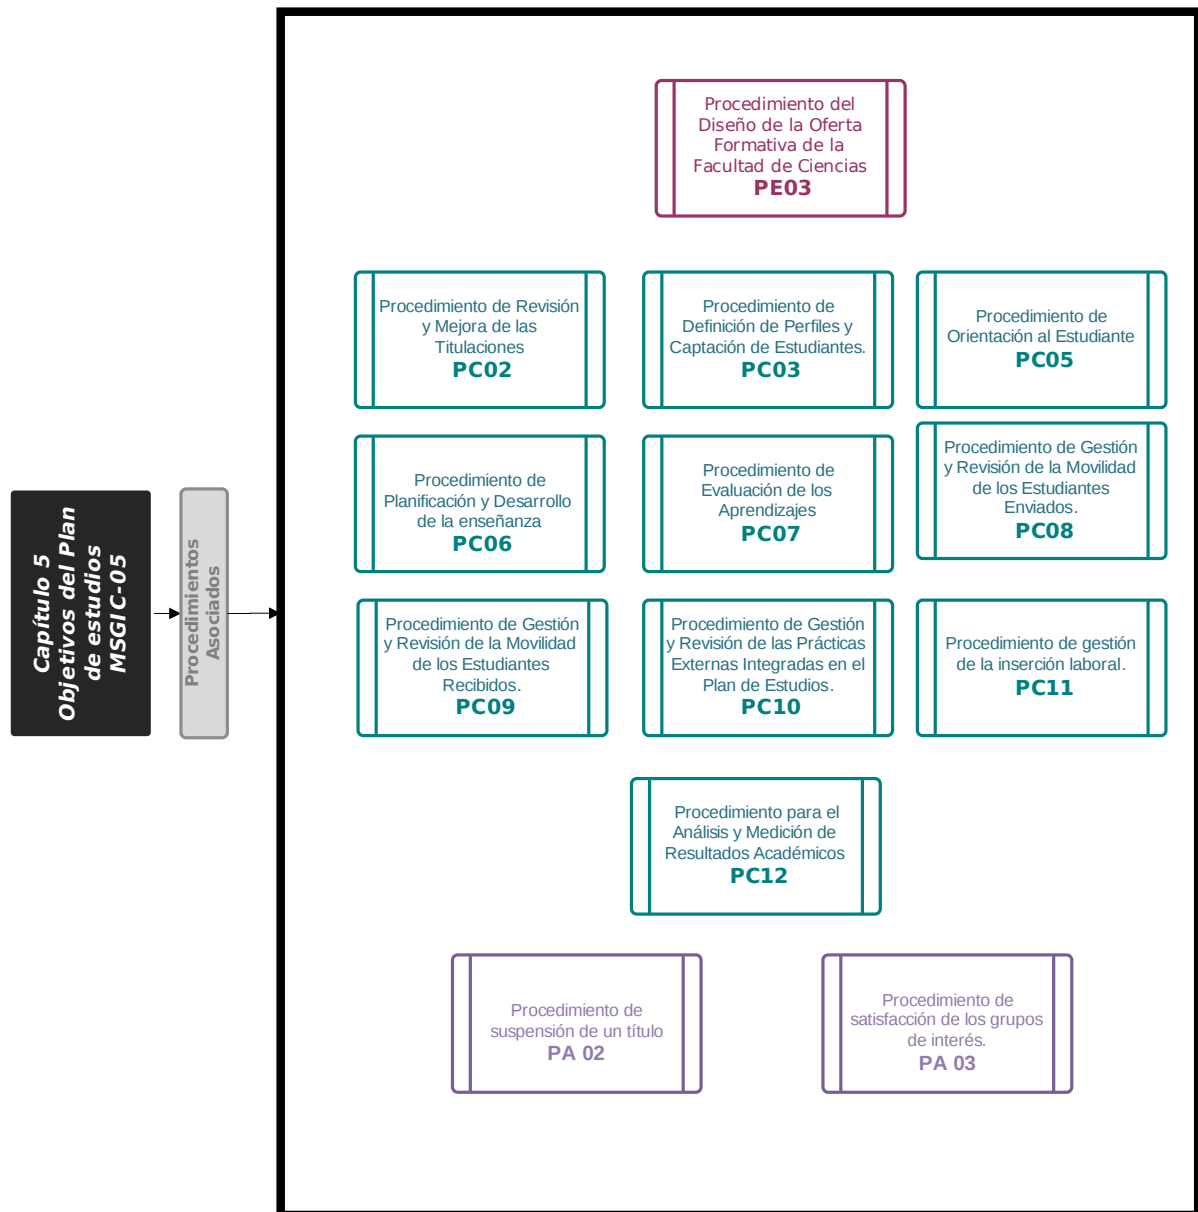 Capítulo 5
Objetivos del Plan
de estudios
MSGIC-05
Procedimientos
Asociados
Procedimiento del
Diseño de la Oferta
Formativa de la
Facultad de Ciencias
PE03
Procedimiento de Revisión
y Mejora de las
Titulaciones
PC02
Procedimiento de
Definición de Perfiles y
Captación de Estudiantes.
PC03
Procedimiento de
Orientación al Estudiante
PC05
Procedimiento de
Planificación y Desarrollo
de la enseñanza
PC06
Procedimiento de
Evaluación de los
Aprendizajes
PC07
Procedimiento de Gestión
y Revisión de la Movilidad
de los Estudiantes
Enviados.
PC08
Procedimiento de Gestión
y Revisión de la Movilidad
de los Estudiantes
Recibidos.
PC09
Procedimiento de Gestión
y Revisión de las Prácticas
Externas Integradas en el
Plan de Estudios.
PC10
Procedimiento de gestión
de la inserción laboral.
PC11
Procedimiento para el
Análisis y Medición de
Resultados Académicos
PC12
Procedimiento de
suspensión de un título
PA 02
Procedimiento de
satisfacción de los grupos
de interés.
PA 03